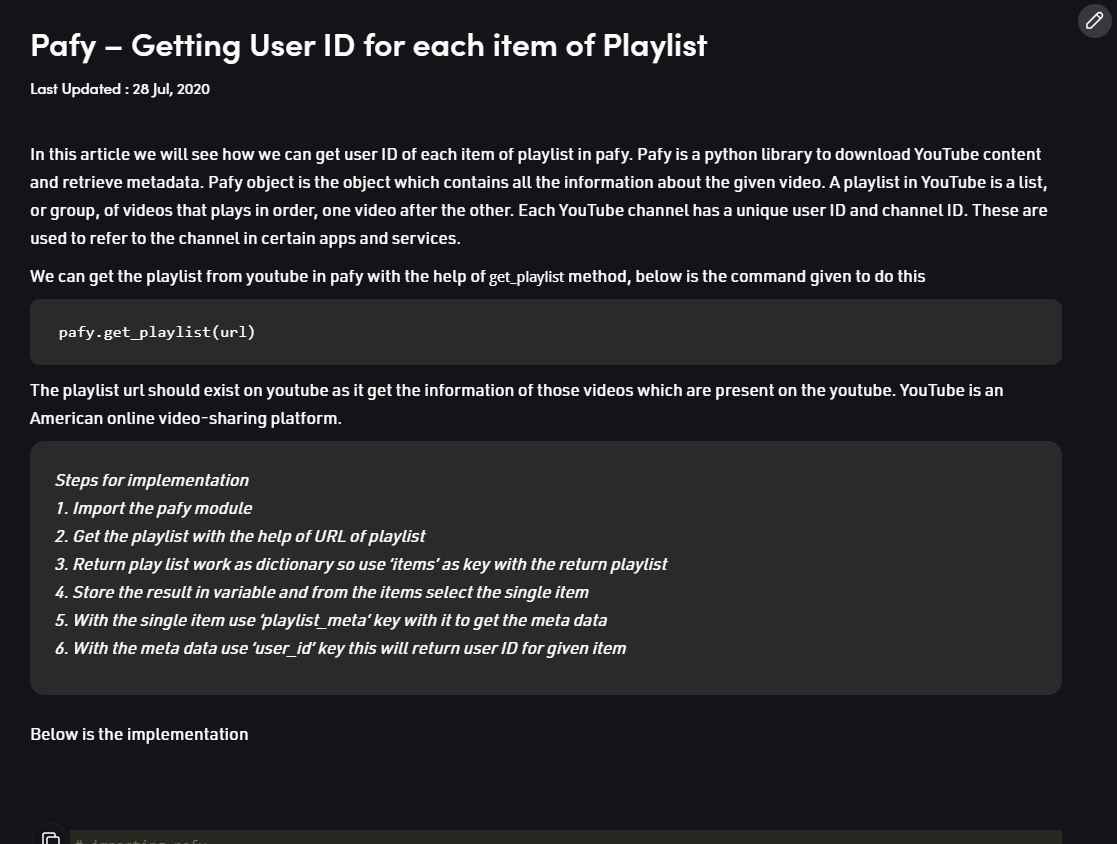 Pafy – Getting User ID for each item of Playlist
Last Updated : 28 Jul, 2020
In this article we will see how we can get user ID of each item of playlist in pafy. Pafy is a python library to download YouTube content
and retrieve metadata. Pafy object is the object which contains all the information about the given video. A playlist in YouTube is a list,
or group, of videos that plays in order, one video after the other. Each YouTube channel has a unique user ID and channel ID. These are
used to refer to the channel in certain apps and services.
We can get the playlist from youtube in pafy with the help of get_playlist method, below is the command given to do this
pafy.get_playlist(url)
The playlist url should exist on youtube as it get the information of those videos which are present on the youtube. YouTube is an
American online video-sharing platform.
Steps for implementation
1. Import the pafy module
2. Get the playlist with the help of URL of playlist
3. Return play list work as dictionary so use ‘items’ as key with the return playlist
4. Store the result in variable and from the items select the single item
5. With the single item use ‘playlist_meta’ key with it to get the meta data
6. With the meta data use ‘user_id’ key this will return user ID for given item
Below is the implementation
# importing pafy